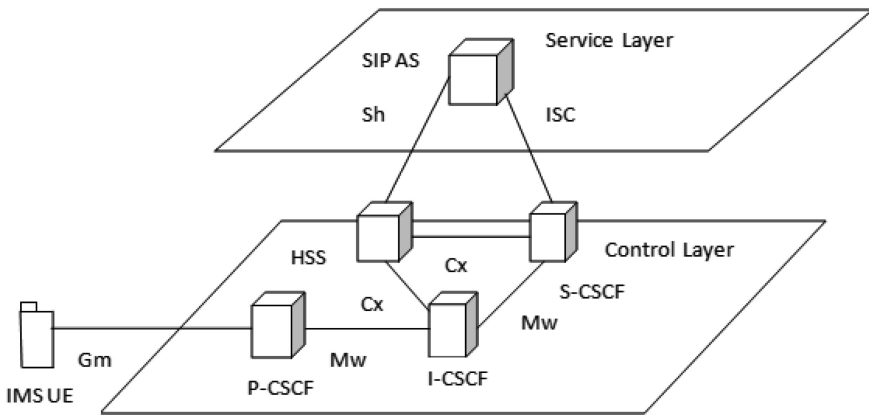 Service Layer
SIP AS
Sh
ISC
HSS
Control Layer
Cx
S-CSCF
Cx
Mw
Gm
Mw
I-CSCF
P-CSCF
IMS UE